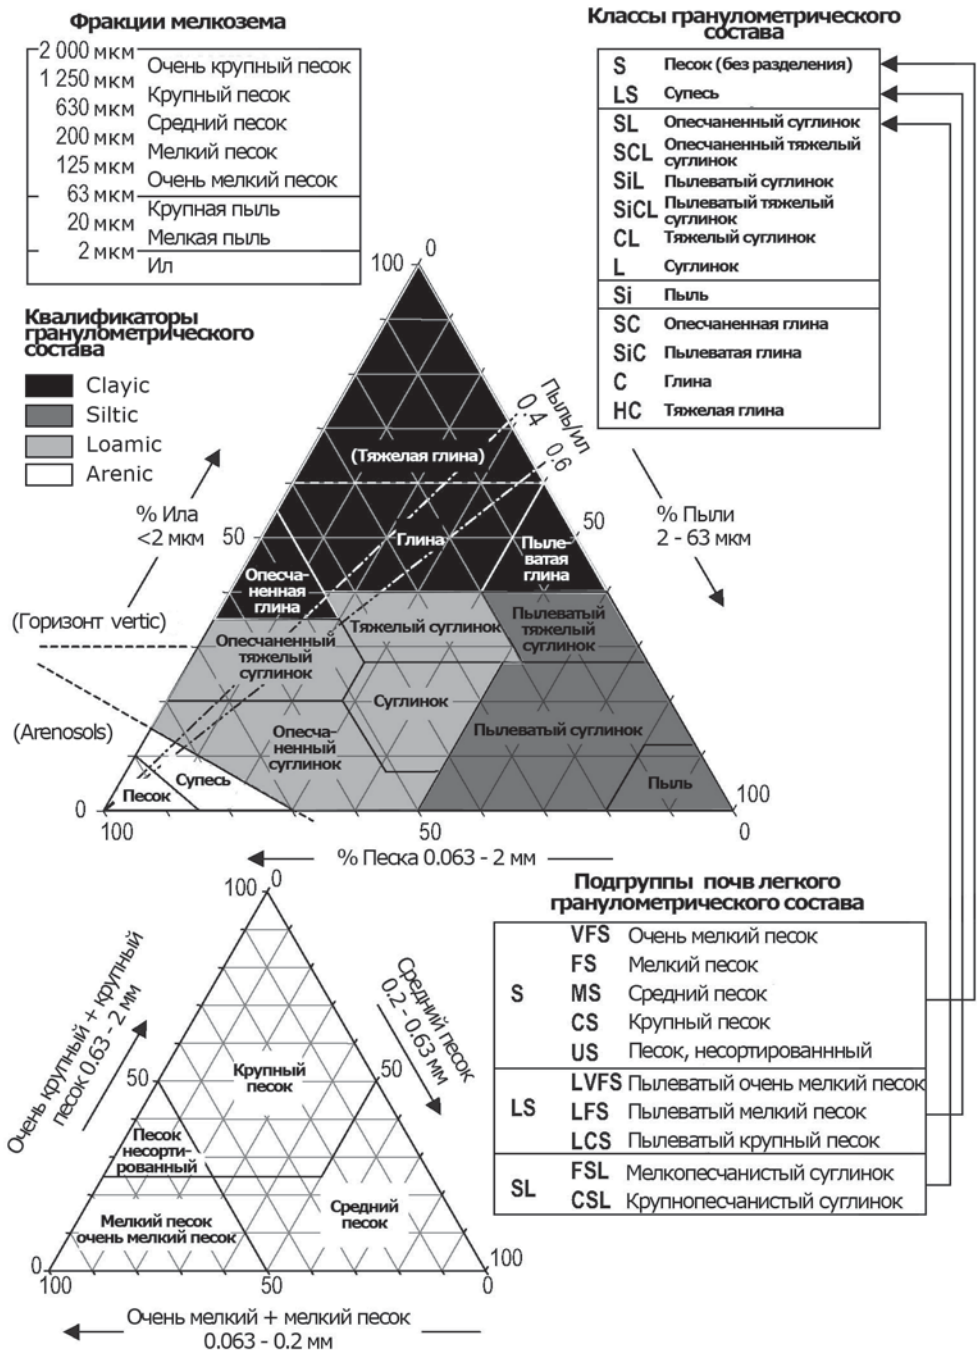 Фракции мелкозема
2 000 мкм
Очень крупный песок
1 250 мкм
Крупный песок
630 мкм
Средний песок
200 мкм
Мелкий песок
125 мкм
Очень мелкий песок
63 мкм
Крупная пыль
20 мкм
Мелкая пыль
2 мкм
Ил
Классы гранулометрического
состава
S Песок (без разделения)
LS Супесь
SL Опесчаненный суглинок
SCL Опесчаненный тяжелый
суглинок
SiL Пылеватый суглинок
SiCL Пылеватый тяжелый
суглинок
CL Тяжелый суглинок
L Суглинок
Si Пыль
SC Опесчаненная глина
SiC Пылеватая глина
C Глина
HC Тяжелая глина
Квалификаторы
гранулометрического
состава
Clayic
Siltic
Loamic
Arenic
100
0
Пыль/ил
0.4
0.6
% Ила
<2 мкм
50
50
% Пыли
2 - 63 мкм
(Тяжелая глина)
Глина
Пыле-
ватая
глина
Опесча-
ненная
глина
(Горизонт vertic)
Опесчаненный
тяжелый
суглинок
Тяжелый суглинок
Пылеватый
тяжелый
суглинок
Суглинок
(Arenosols)
Опесча-
ненный
суглинок
Пылеватый суглинок
Песок
Супесь
Пыль
0
100
100
50
0
% Песка 0.063 - 2 мм
100
0
Очень крупный + крупный
песок 0.63 - 2 мм
Средний песок
0.2 - 0.63 мм
50
50
Крупный
песок
Песок
несорти-
рованный
Мелкий песок
очень мелкий песок
Средний
песок
0
100
100
50
0
Очень мелкий + мелкий песок
0.063 - 0.2 мм
Подгруппы почв легкого
гранулометрического состава
VFS Очень мелкий песок
FS Мелкий песок
S MS Средний песок
CS Крупный песок
US Песок, несортированнный
LVFS Пылеватый очень мелкий песок
LS LFS Пылеватый мелкий песок
LCS Пылеватый крупный песок
SL FSL Мелкопесчанистый суглинок
CSL Крупнопесчанистый суглинок